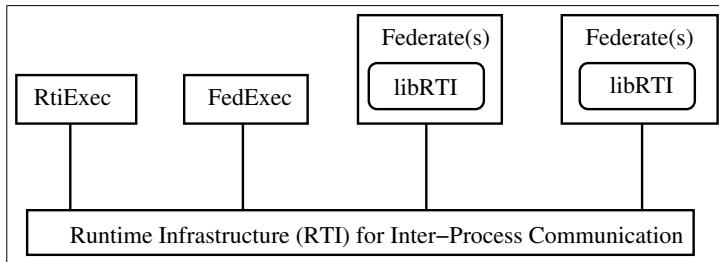 Federate(s)
Federate(s)
libRTI
libRTI
RtiExec
FedExec
Runtime Infrastructure (RTI) for Inter−Process Communication